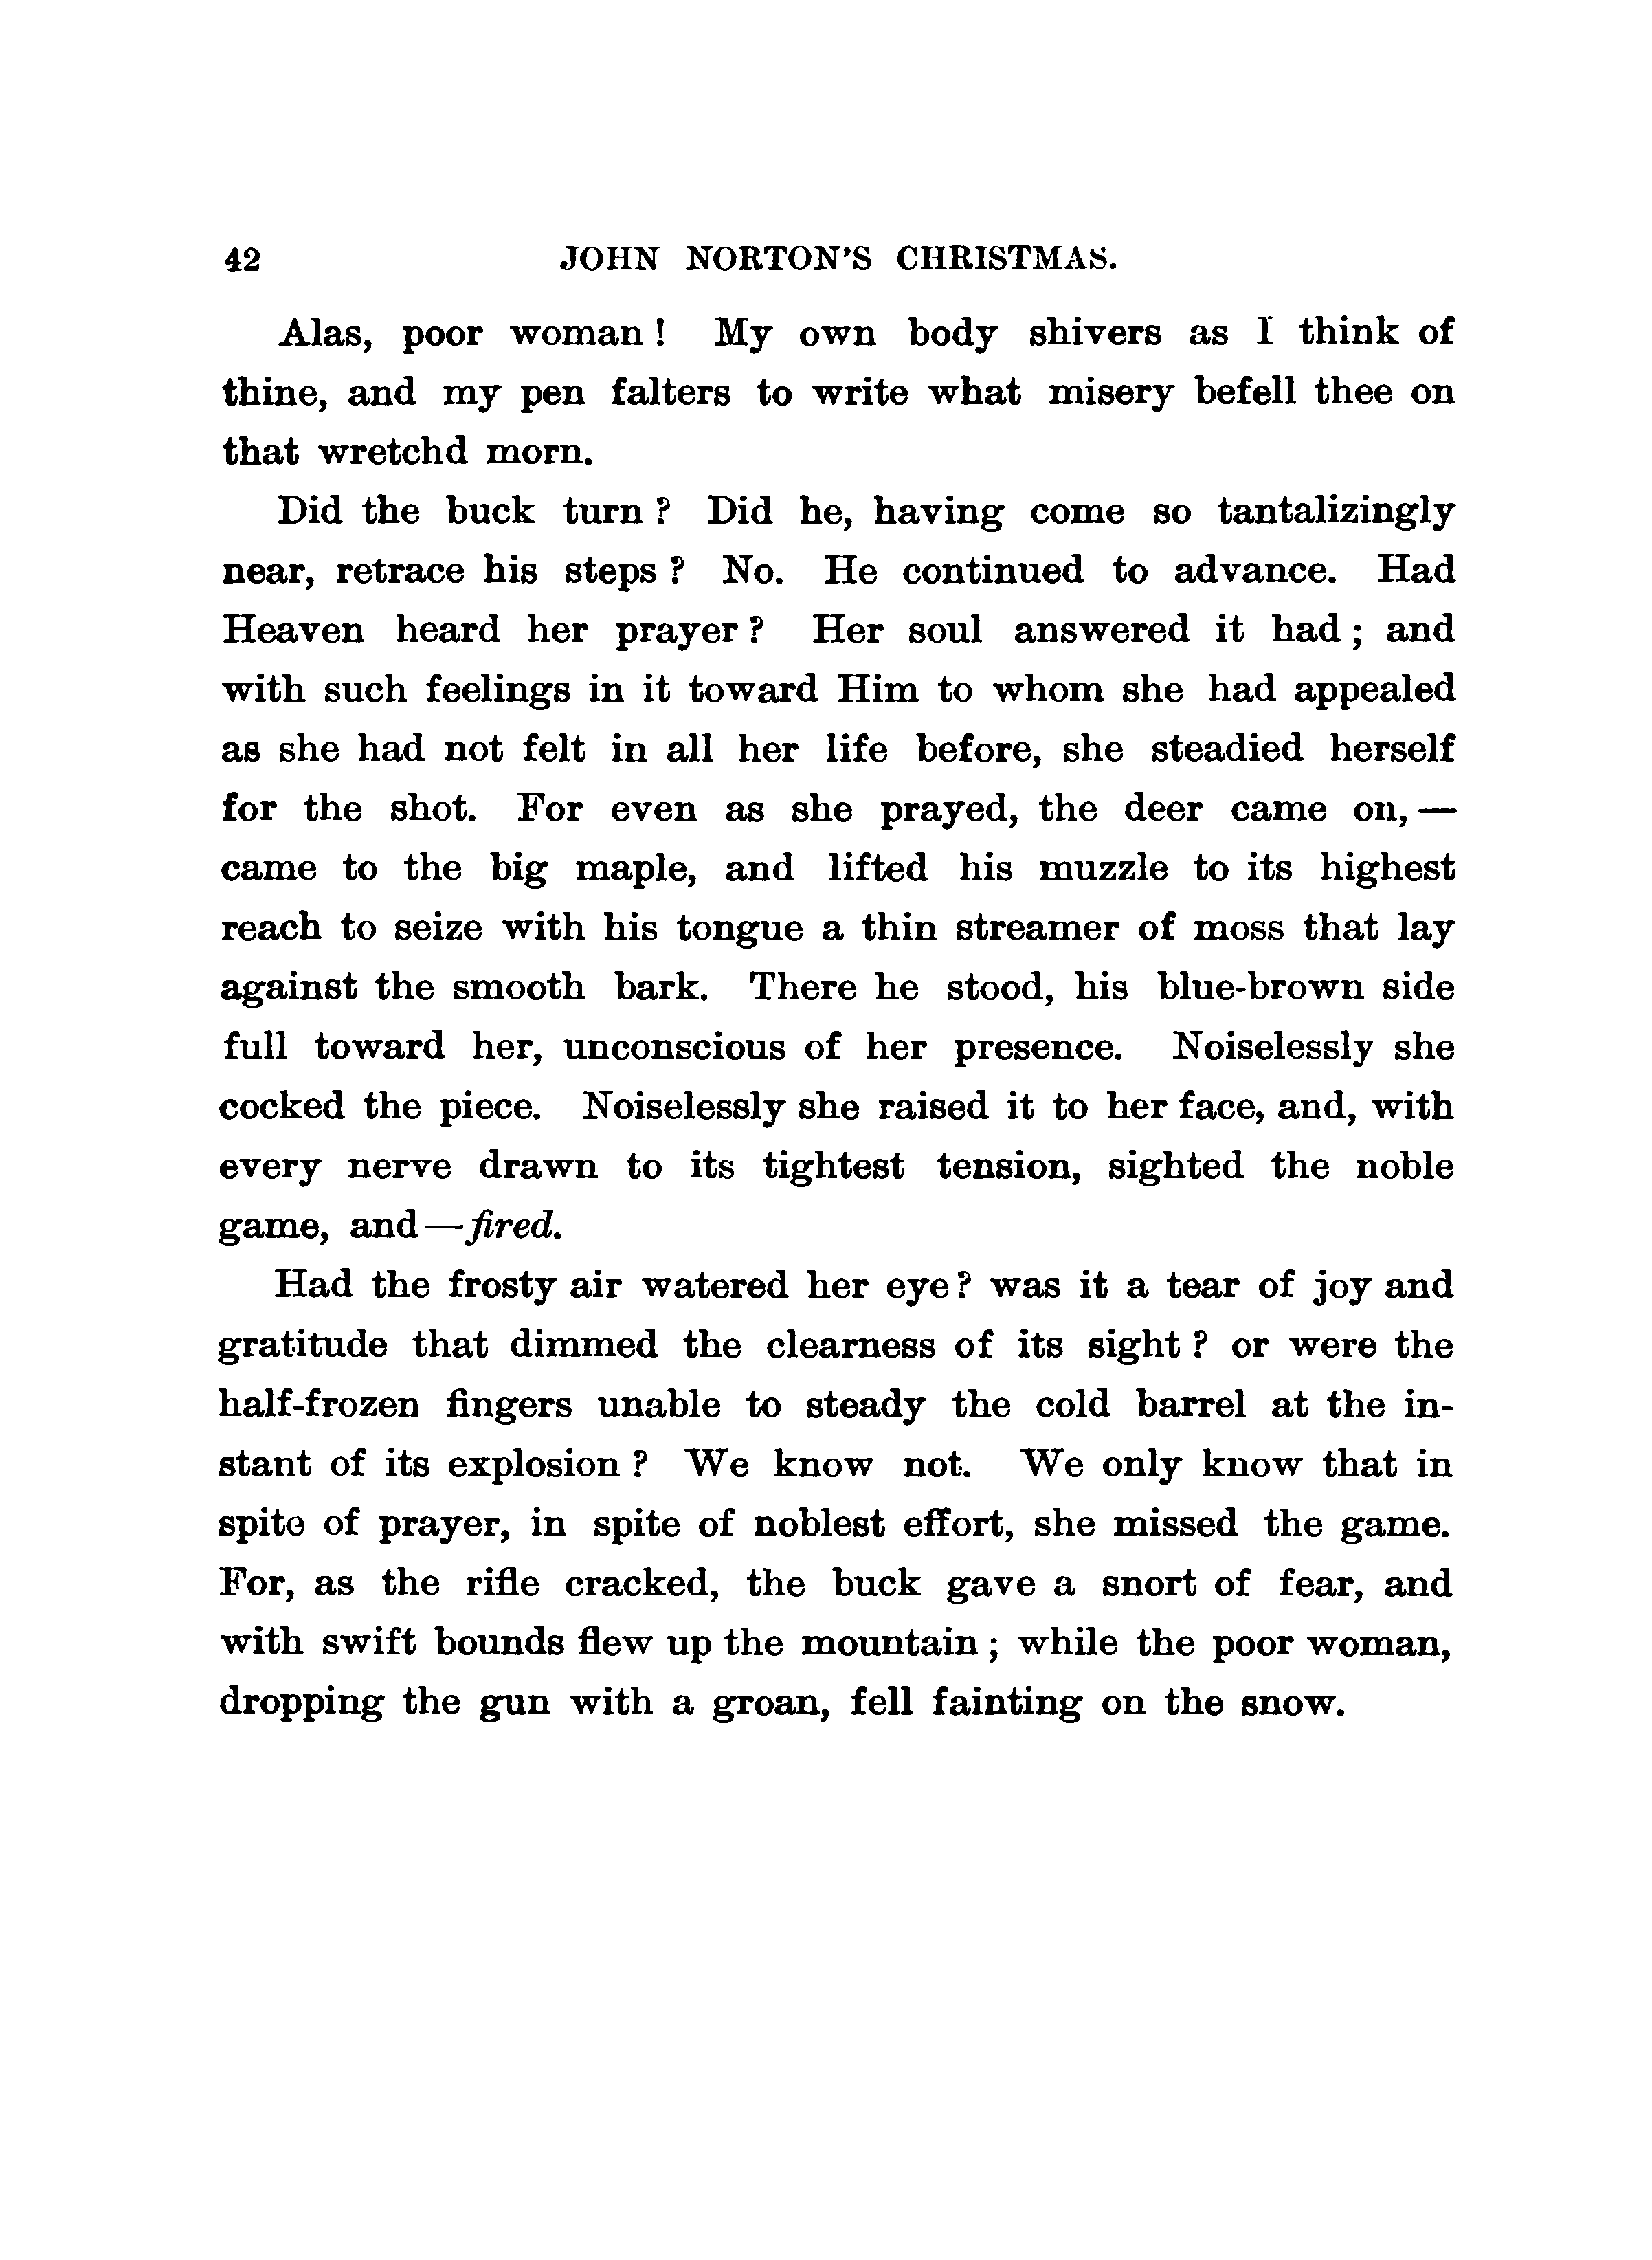 42 JOHN NORTON'S CHRISTMAS.
Alas, poor woman! My own body shivers as I think of
thine, and my pen falters to write what misery befell thee on
that wretchd morn.
Did the buck turn? Did he, having come so tantalizingly
near, retrace his steps? No. He continued to advance. Had
Heaven heard her prayer? Her soul answered it had; and
with such feelings in it toward Him to whom she had appealed
as she had not felt in all her life before, she steadied herself
for the shot. For even as she prayed, the deer came on,—
came to the big maple, and lifted his muzzle to its highest
reach to seize with his tongue a thin streamer of moss that lay
against the smooth bark. There he stood, his blue-brown side
full toward her, unconscious of her presence. Noiselessly she
cocked the piece. Noiselessly she raised it to her face, and, with
every nerve drawn to its tightest tension, sighted the noble
game, and—fired.
Had the frosty air watered her eye? was it a tear of joy and
gratitude that dimmed the clearness of its sight? or were the
half-frozen fingers unable to steady the cold barrel at the in-
stant of its explosion? We know not. We only know that in
spite of prayer, in spite of noblest effort, she missed the game.
For, as the rifle cracked, the buck gave a snort of fear, and
with swift bounds flew up the mountain; while the poor woman,
dropping the gun with a groan, fell fainting on the snow.